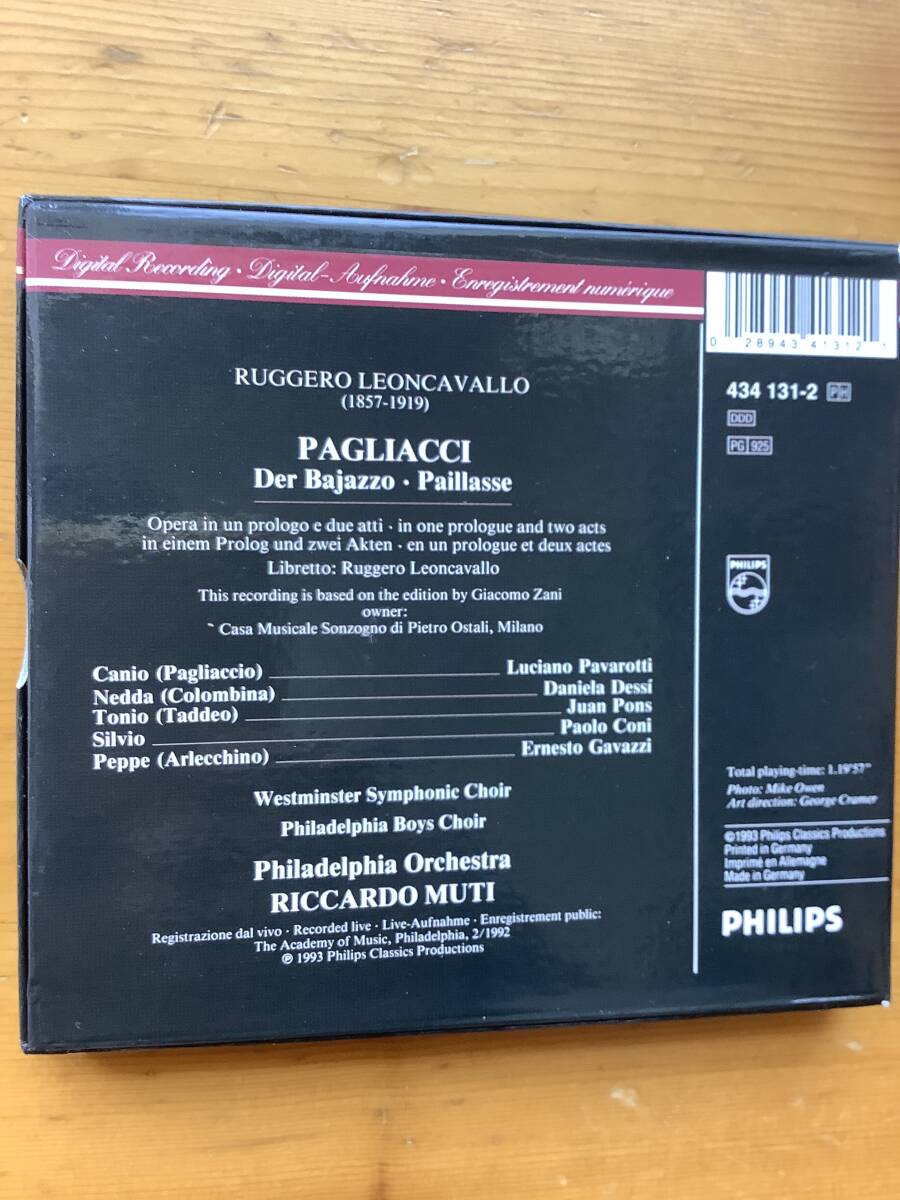 Digital Recording · Digital-Aufnahme · Enregistrement numérique
0 28943 41312 1
RUGGERO LEONCAVALLO
(1857-1919)
PAGLIACCI
Der Bajazzo · Paillasse
Opera in un prologo e due atti · in one prologue and two acts
in einem Prolog und zwei Akten · en un prologue et deux actes
Libretto: Ruggero Leoncavallo
This recording is based on the edition by Giacomo Zani
owner:
Casa Musicale Sonzogno di Pietro Ostali, Milano
Canio (Pagliaccio) Luciano Pavarotti
Nedda (Colombina) Daniela Dessí
Tonio (Taddeo) Juan Pons
Silvio Paolo Coni
Peppe (Arlecchino) Ernesto Gavazzi
Westminster Symphonic Choir
Philadelphia Boys Choir
Philadelphia Orchestra
RICCARDO MUTI
Registrazione dal vivo · Recorded live · Live-Aufnahme · Enregistrement public:
The Academy of Music, Philadelphia, 2/1992
℗ 1993 Philips Classics Productions
434 131-2 PH
DDD
PG 925
PHILIPS
Total playing-time: 1.19'57"
Photo: Mike Owen
Art direction: George Cramer
©1993 Philips Classics Productions
Printed in Germany
Imprimé en Allemagne
Made in Germany
PHILIPS